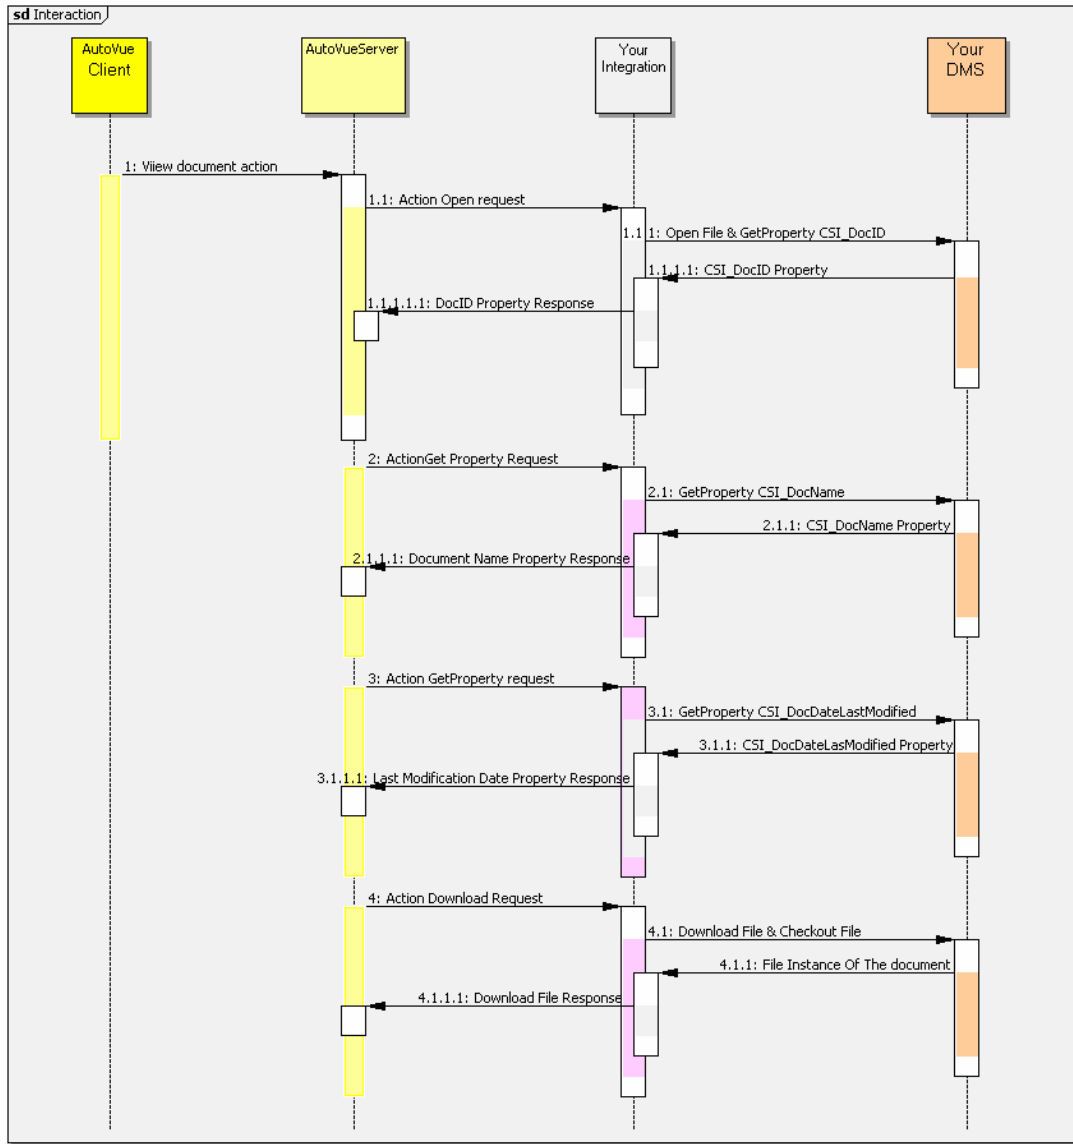 sd Interaction
AutoVue
Client
AutoVueServer
Your
Integration
Your
DMS
1: Viiew document action
1.1: Action Open request
1.1.1: Open File & GetProperty CSI_DocID
1.1.1.1: CSI_DocID Property
1.1.1.1.1: DocID Property Response
2: ActionGet Property Request
2.1: GetProperty CSI_DocName
2.1.1: CSI_DocName Property
2.1.1.1: Document Name Property Response
3: Action GetProperty request
3.1: GetProperty CSI_DocDateLastModified
3.1.1: CSI_DocDateLasModified Property
3.1.1.1: Last Modification Date Property Response
4: Action Download Request
4.1: Download File & Checkout File
4.1.1: File Instance Of The document
4.1.1.1: Download File Response